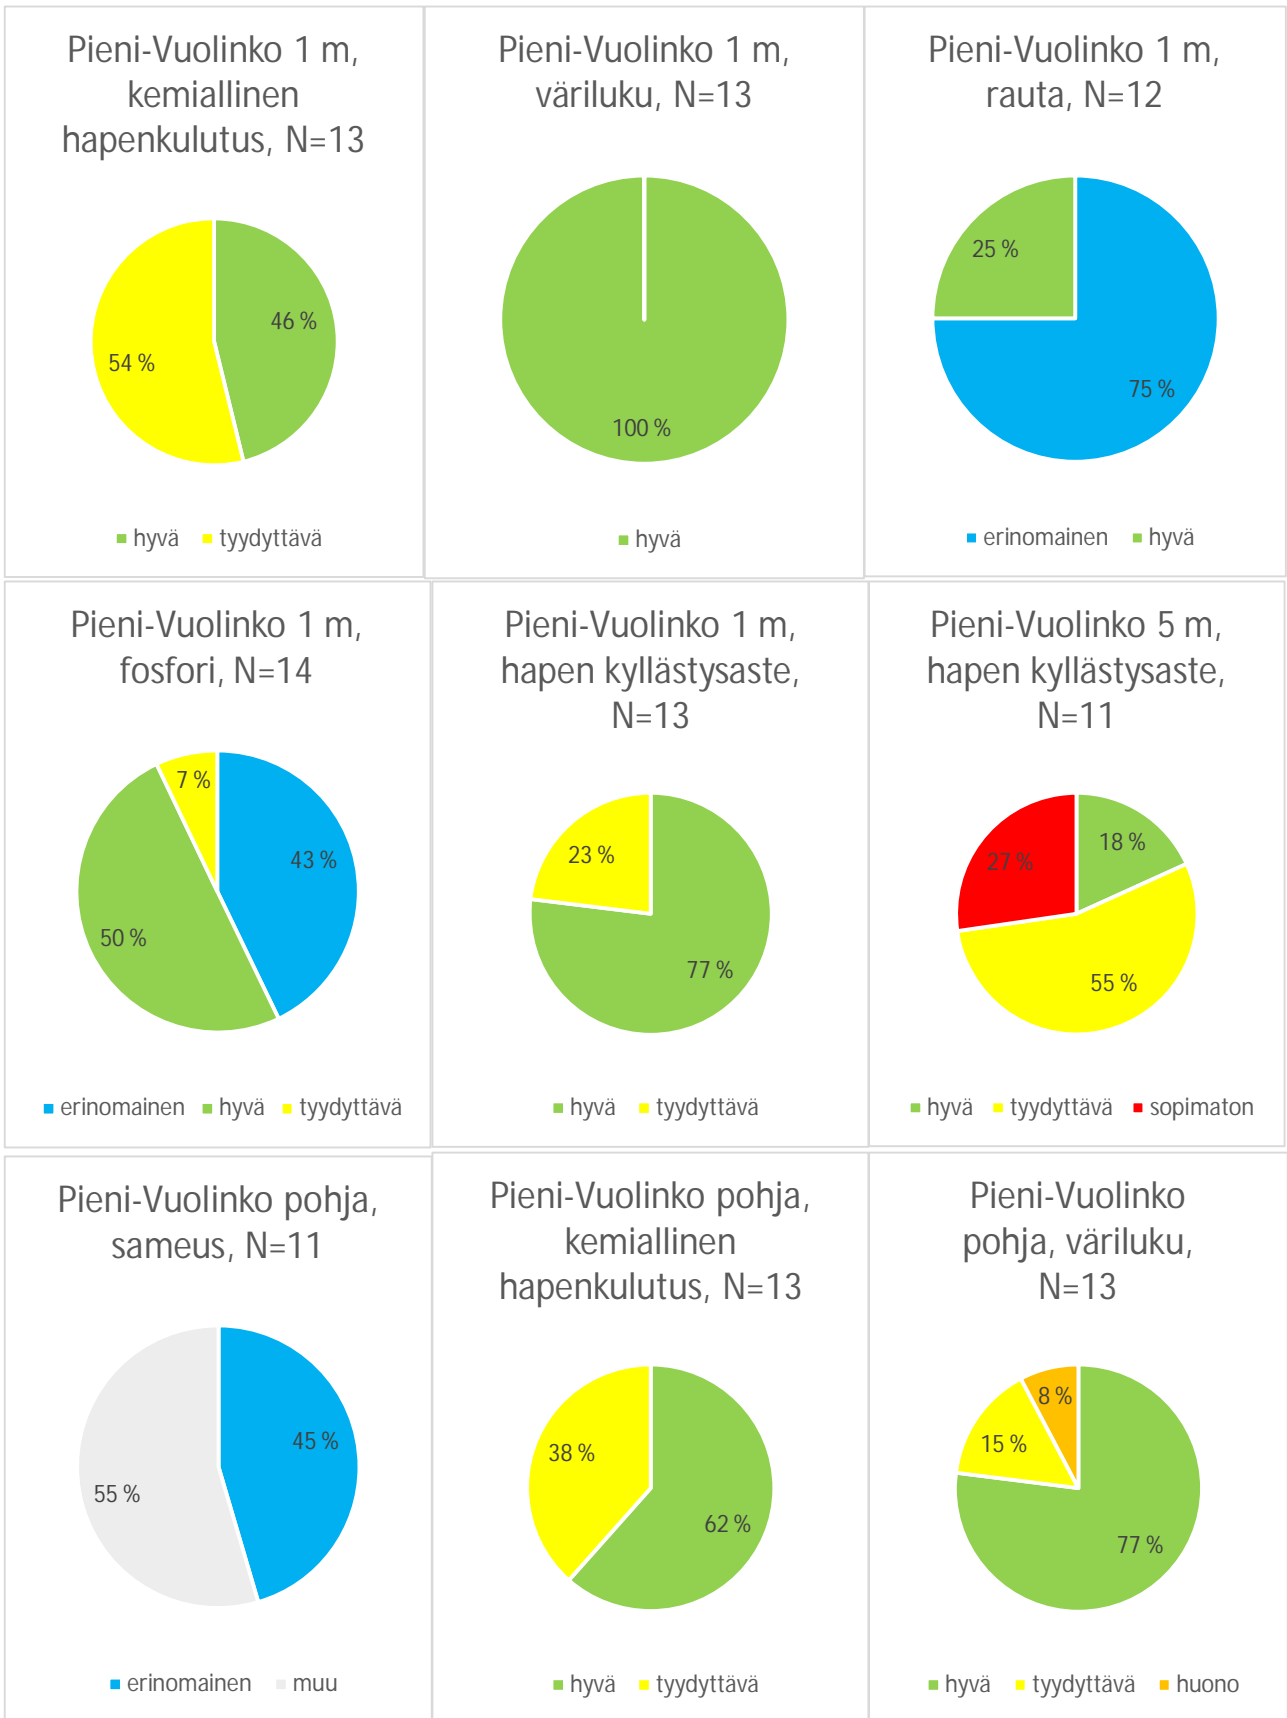 Pieni-Vuolinko 1 m,
kemiallinen
hapenkulutus, N=13
46 %
54 %
hyvä tyydyttävä
Pieni-Vuolinko 1 m,
väriluku, N=13
100 %
hyvä
Pieni-Vuolinko 1 m,
rauta, N=12
25 %
75 %
erinomainen hyvä
Pieni-Vuolinko 1 m,
fosfori, N=14
7 %
43 %
50 %
erinomainen hyvä tyydyttävä
Pieni-Vuolinko 1 m,
hapen kyllästysaste,
N=13
23 %
77 %
hyvä tyydyttävä
Pieni-Vuolinko 5 m,
hapen kyllästysaste,
N=11
18 %
27 %
55 %
hyvä tyydyttävä sopimaton
Pieni-Vuolinko pohja,
sameus, N=11
45 %
55 %
erinomainen muu
Pieni-Vuolinko pohja,
kemiallinen
hapenkulutus, N=13
38 %
62 %
hyvä tyydyttävä
Pieni-Vuolinko
pohja, väriluku,
N=13
8 %
15 %
77 %
hyvä tyydyttävä huono